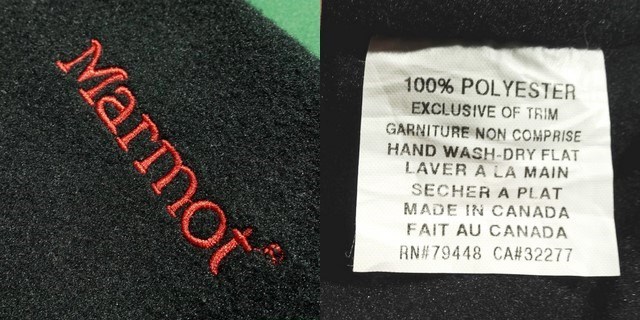 Marmot®
100% POLYESTER
EXCLUSIVE OF TRIM
GARNITURE NON COMPRISE
HAND WASH-DRY FLAT
LAVER A LA MAIN
SECHER A PLAT
MADE IN CANADA
FAIT AU CANADA
RN#79448 CA#32277